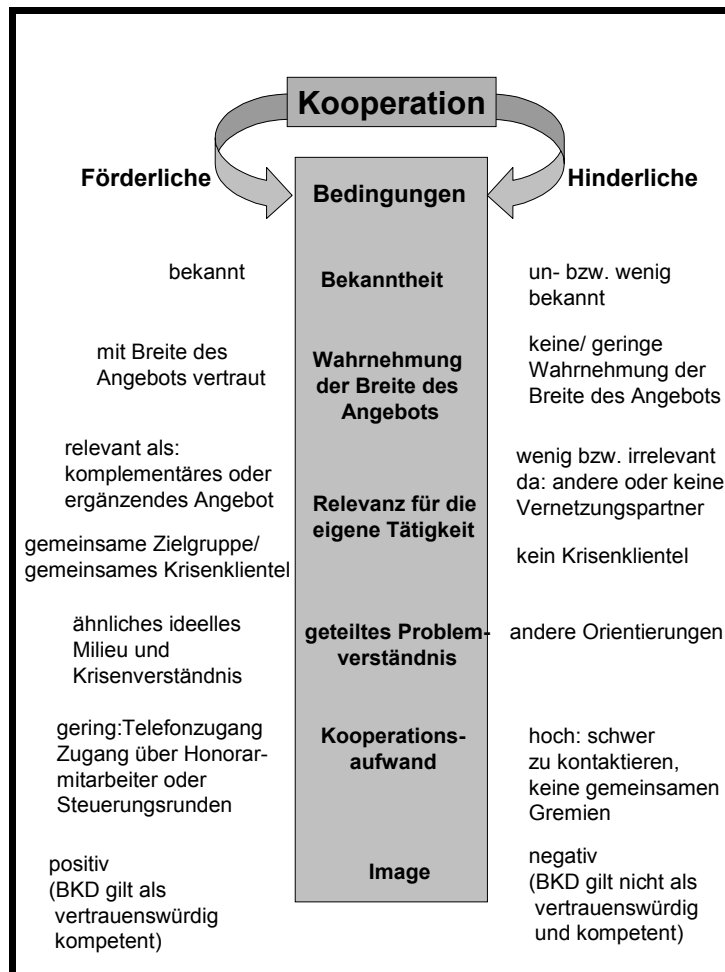 Kooperation
Förderliche
Bedingungen
Hinderliche
bekannt
Bekanntheit
un- bzw. wenig
bekannt
mit Breite des
Angebots vertraut
Wahrnehmung
der Breite des
Angebots
keine/ geringe
Wahrnehmung der
Breite des Angebots
relevant als:
komplementäres oder
ergänzendes Angebot
gemeinsame Zielgruppe/
gemeinsames Krisenklientel
Relevanz für die
eigene Tätigkeit
wenig bzw. irrelevant
da: andere oder keine
Vernetzungspartner
kein Krisenklientel
ähnliches ideelles
Milieu und
Krisenverständnis
geteiltes Problem-
verständnis
andere Orientierungen
gering:Telefonzugang
Zugang über Honorar-
mitarbeiter oder
Steuerungsrunden
Kooperations-
aufwand
hoch: schwer
zu kontaktieren,
keine gemeinsamen
Gremien
positiv
(BKD gilt als
vertrauenswürdig
kompetent)
Image
negativ
(BKD gilt nicht als
vertrauenswürdig
und kompetent)